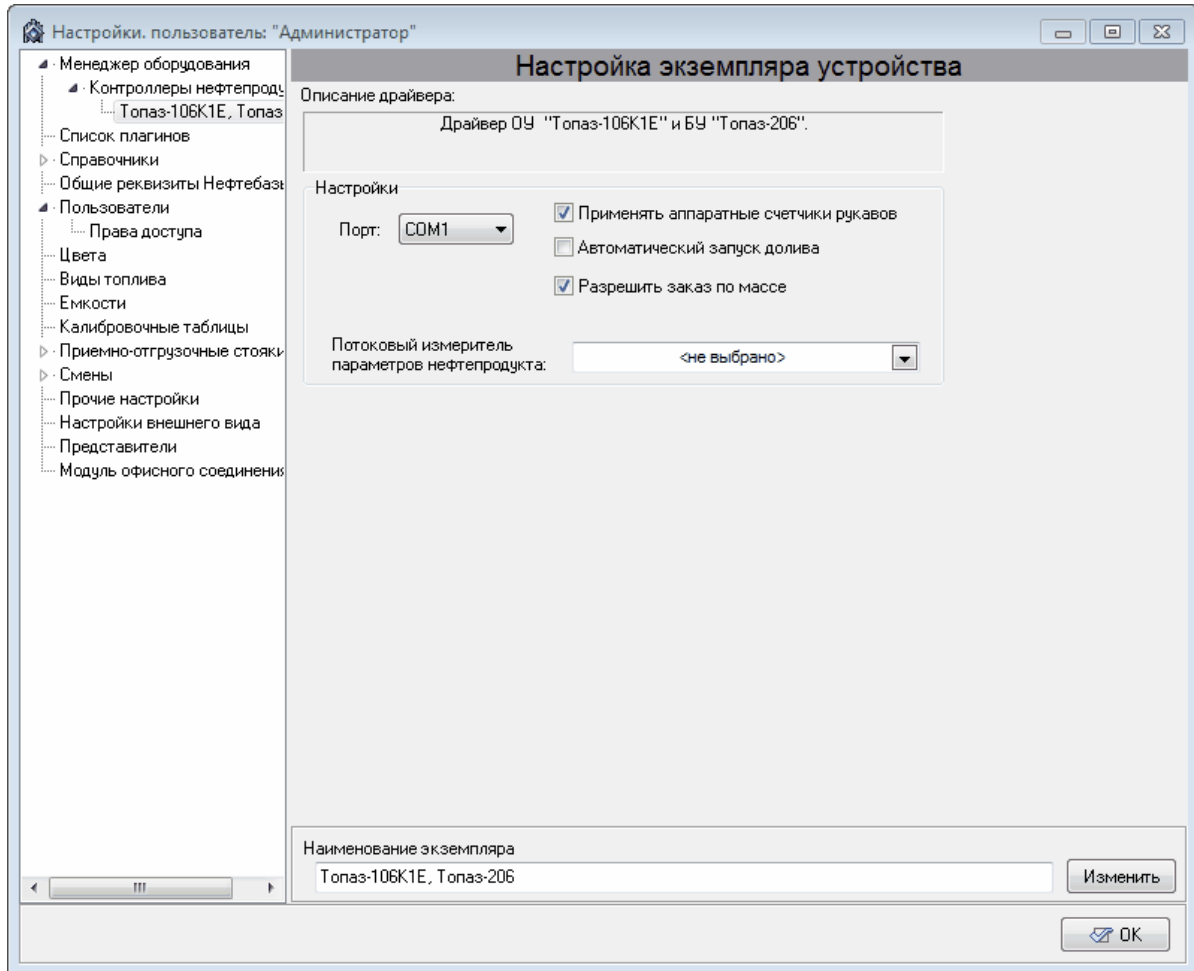 Настройки. пользователь: "Администратор"
Менеджер оборудования
Контроллеры нефтепроду
Топаз-106К1Е, Топаз
Список плагинов
Справочники
Общие реквизиты Нефтебазы
Пользователи
Права доступа
Цвета
Виды топлива
Емкости
Калибровочные таблицы
Приемно-отгрузочные стояки
Смены
Прочие настройки
Настройки внешнего вида
Представители
Модуль офисного соединения
Настройка экземпляра устройства
Описание драйвера:
Драйвер ОУ "Топаз-106К1Е" и БУ "Топаз-206".
Настройки
Порт: COM1
Применять аппаратные счетчики рукавов
Автоматический запуск долива
Разрешить заказ по массе
Потоковый измеритель
параметров нефтепродукта:
<не выбрано>
Наименование экземпляра
Топаз-106К1Е, Топаз-206
Изменить
OK